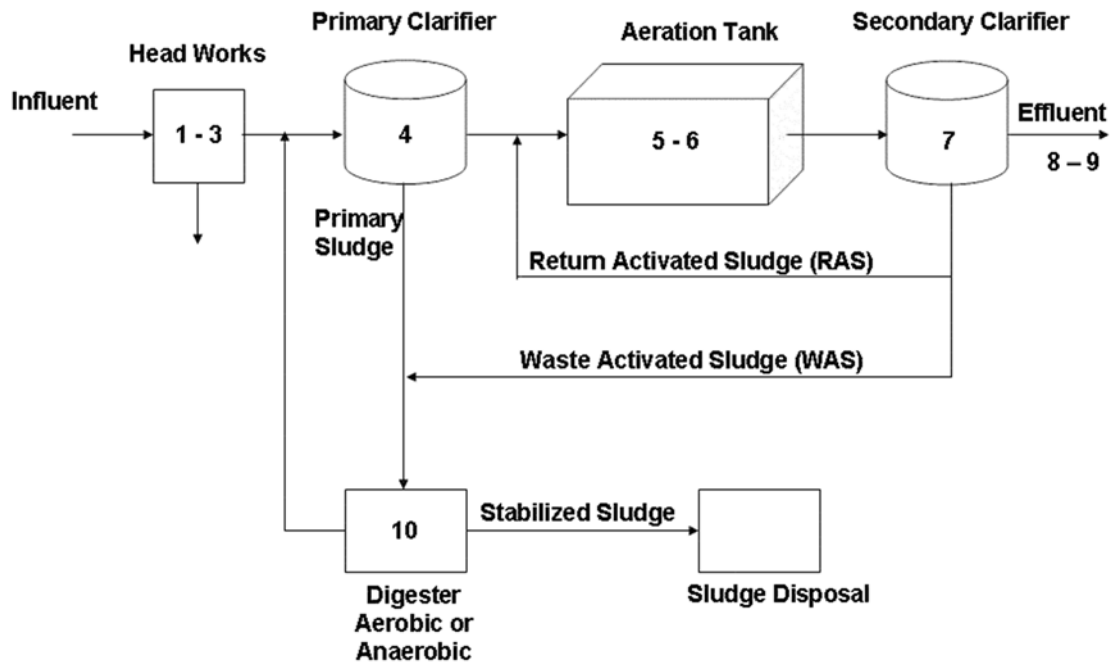 Primary Clarifier
Aeration Tank
Secondary Clarifier
Head Works
Influent
Effluent
1 - 3
4
5 - 6
7
8 – 9
Primary
Sludge
Return Activated Sludge (RAS)
Waste Activated Sludge (WAS)
10
Stabilized Sludge
Digester
Aerobic or
Anaerobic
Sludge Disposal